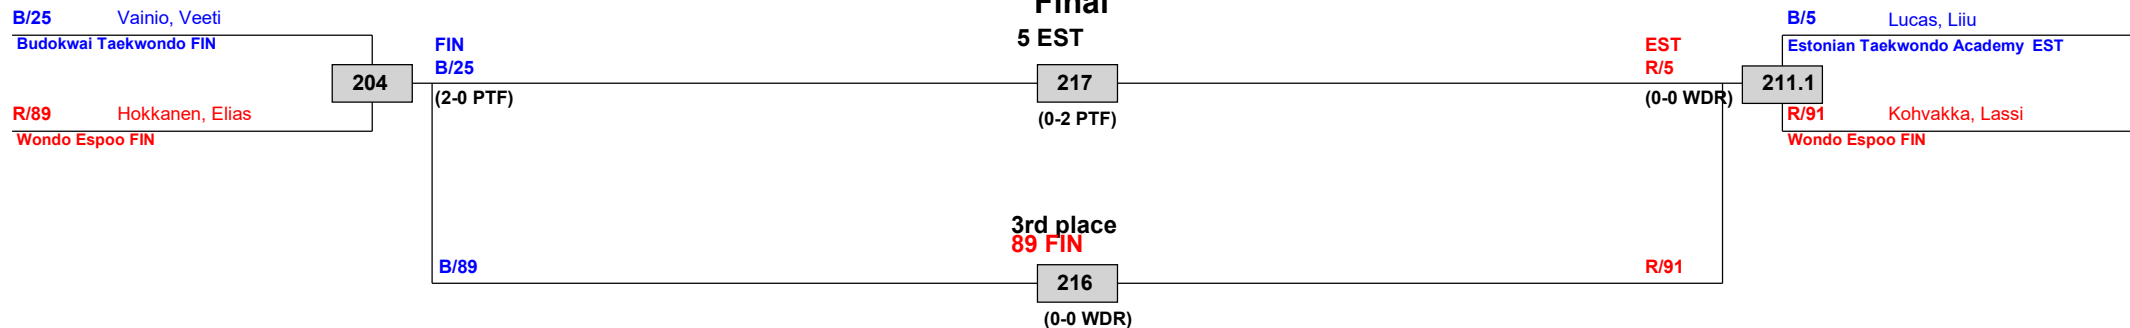 Final
5 EST
B/25 Vainio, Veeti
Budokwai Taekwondo FIN
R/89 Hokkanen, Elias
Wondo Espoo FIN
204
FIN
B/25
(2-0 PTF)
217
(0-2 PTF)
EST
R/5
(0-0 WDR)
211.1
B/5 Lucas, Liiu
Estonian Taekwondo Academy EST
R/91 Kohvakka, Lassi
Wondo Espoo FIN
3rd place
89 FIN
B/89
216
R/91
(0-0 WDR)